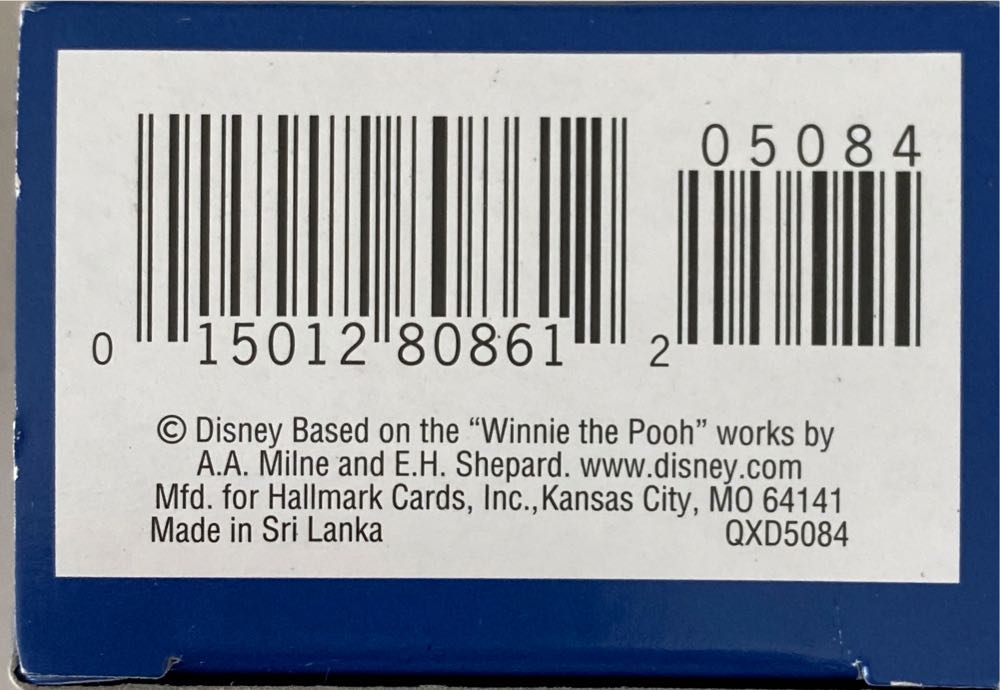 05084
0 15012 80861 2
© Disney Based on the “Winnie the Pooh” works by
A.A. Milne and E.H. Shepard. www.disney.com
Mfd. for Hallmark Cards, Inc., Kansas City, MO 64141
Made in Sri Lanka QXD5084